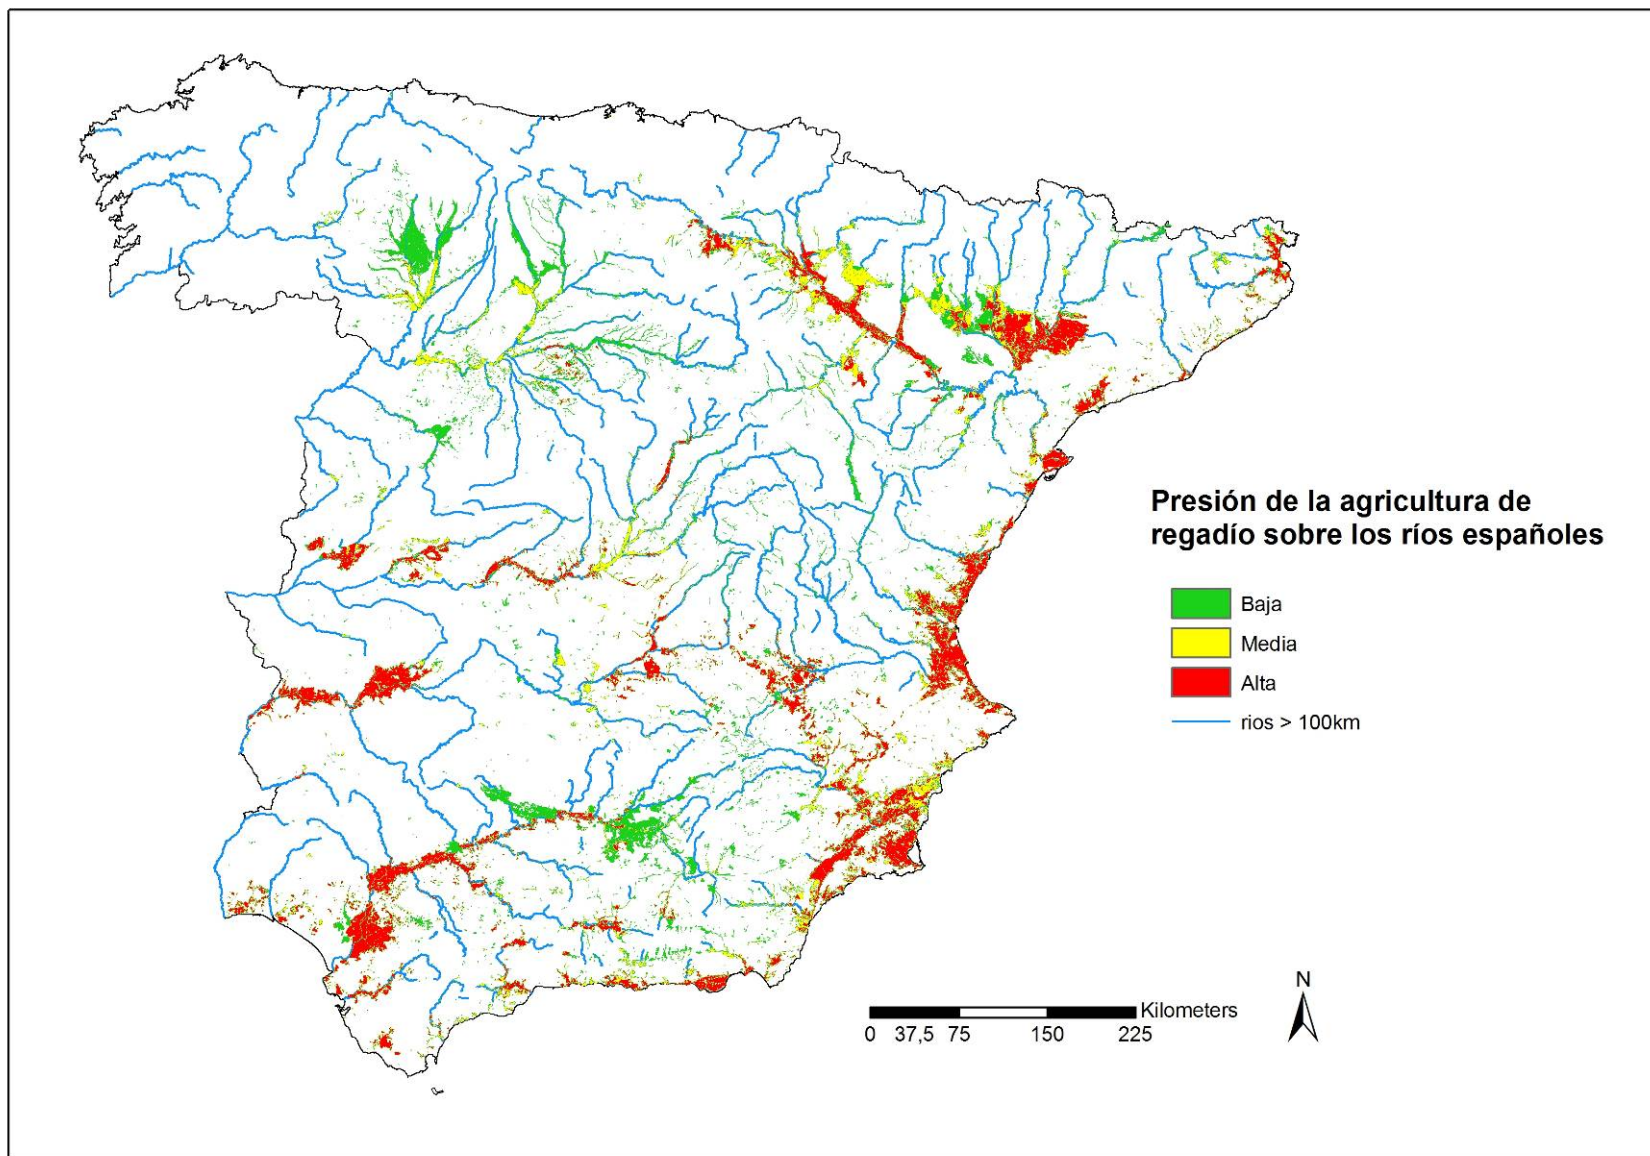 Presión de la agricultura de
regadío sobre los ríos españoles
Baja
Media
Alta
rios > 100km
N
Kilometers
0 37,5 75 150 225